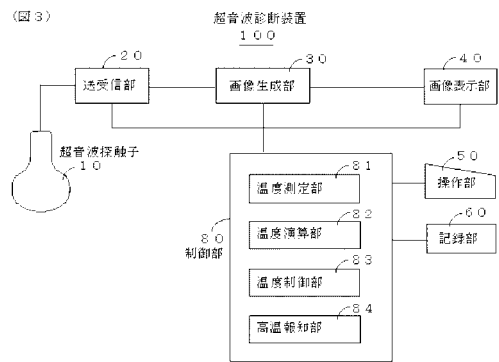 (図3)
超音波診断装置
100
20
送受信部
30
画像生成部
40
画像表示部
超音波探触子
10
80
制御部
81
温度測定部
82
温度演算部
83
温度制御部
84
高温報知部
50
操作部
60
記録部